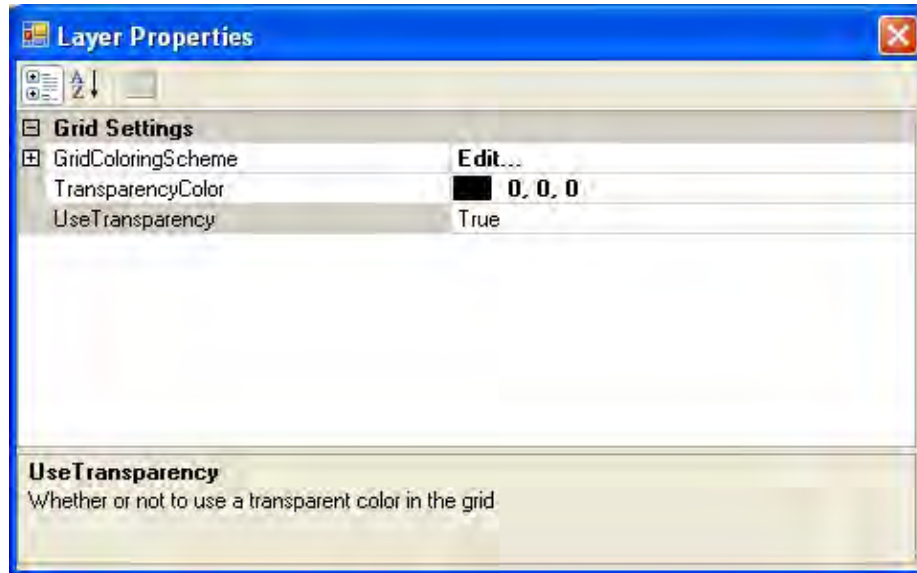 Layer Properties
Grid Settings
GridColoringScheme Edit...
TransparencyColor 0, 0, 0
UseTransparency True
UseTransparency
Whether or not to use a transparent color in the grid